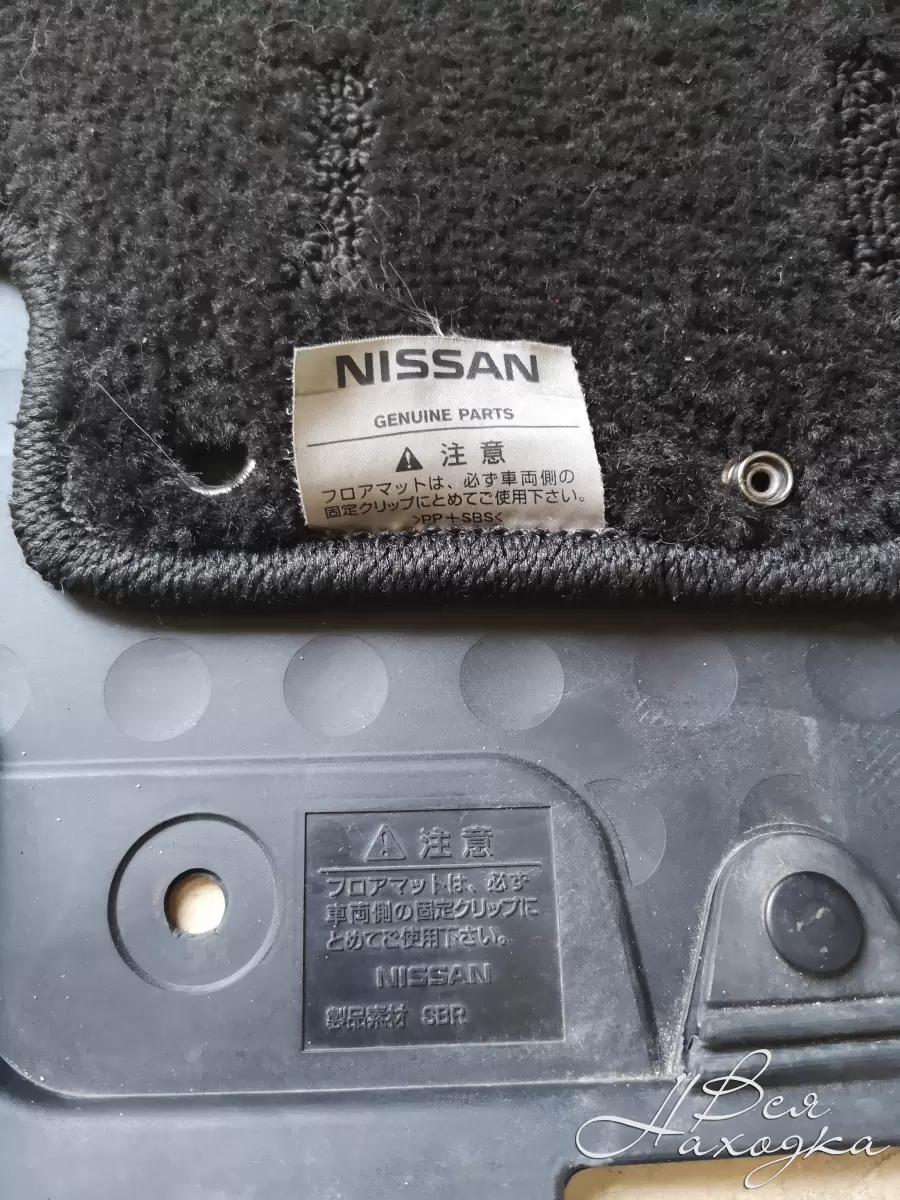 NISSAN
GENUINE PARTS
⚠ 注意
フロアマットは、必ず車両側の
固定クリップにとめてご使用下さい。
>PP+SBS<
⚠ 注意
フロアマットは、必ず
車両側の固定クリップに
とめてご使用下さい。
NISSAN
製品素材 SBR
Вся
Находка